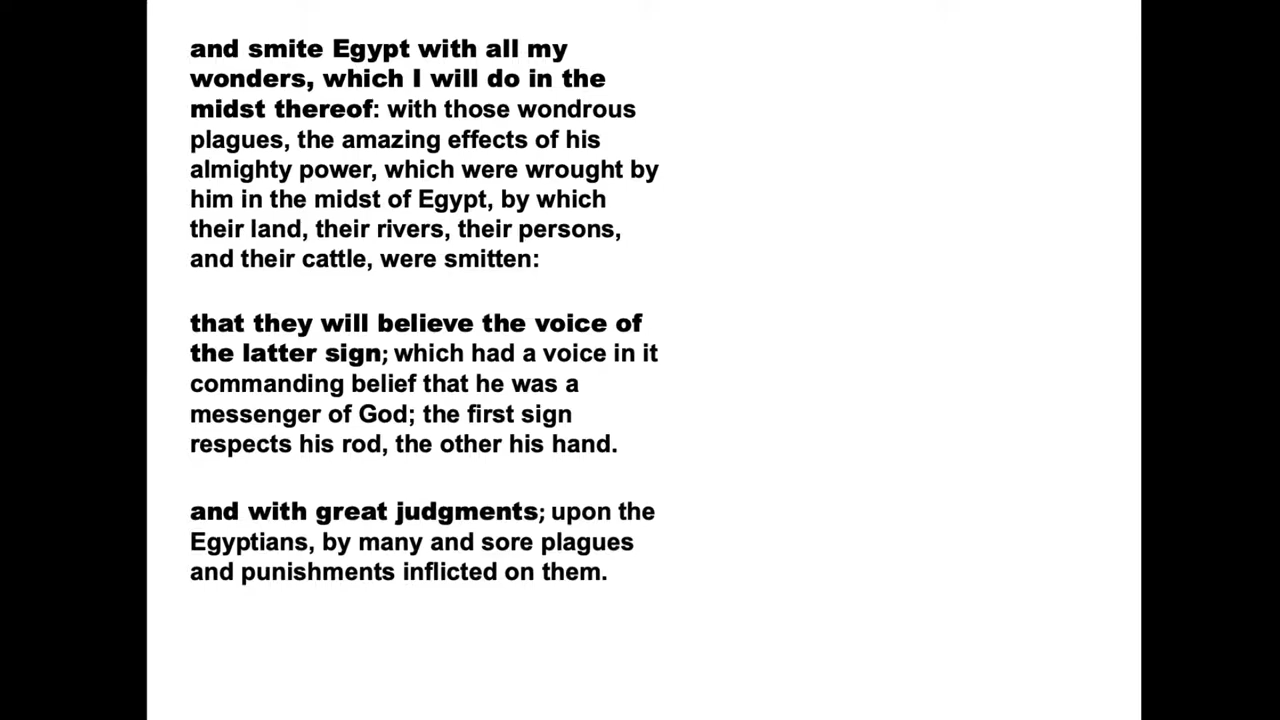 and smite Egypt with all my
wonders, which I will do in the
midst thereof: with those wondrous
plagues, the amazing effects of his
almighty power, which were wrought by
him in the midst of Egypt, by which
their land, their rivers, their persons,
and their cattle, were smitten:
that they will believe the voice of
the latter sign; which had a voice in it
commanding belief that he was a
messenger of God; the first sign
respects his rod, the other his hand.
and with great judgments; upon the
Egyptians, by many and sore plagues
and punishments inflicted on them.